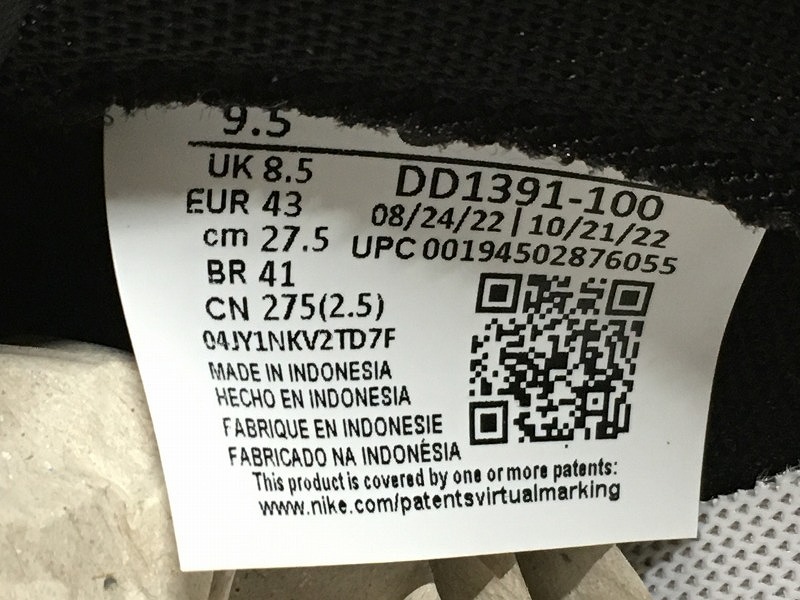 9.5
UK 8.5
EUR 43
cm 27.5
BR 41
CN 275(2.5)
04JY1NKV2TD7F
DD1391-100
08/24/22 | 10/21/22
UPC 00194502876055
MADE IN INDONESIA
HECHO EN INDONESIA
FABRIQUE EN INDONESIE
FABRICADO NA INDONÉSIA
This product is covered by one or more patents:
www.nike.com/patentsvirtualmarking